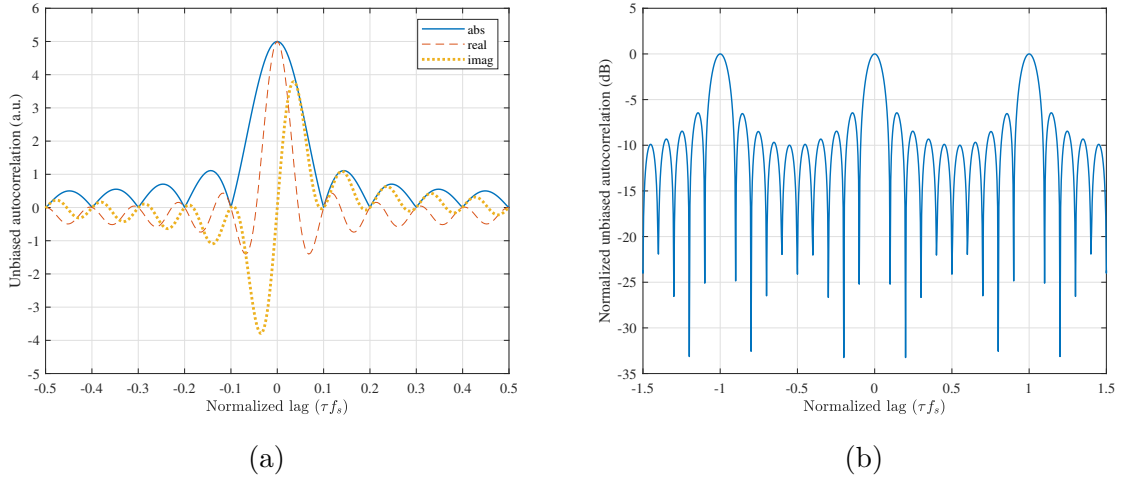 5
4
3
2
1
0
-1
-2
-3
-4
-5
Unbiased autocorrelation (a.u.)
abs
real
imag
-0.5 -0.4 -0.3 -0.2 -0.1 0 0.1 0.2 0.3 0.4 0.5
Normalized lag (τf_s)
(a)
5
0
-5
-10
-15
-20
-25
-30
-35
Normalized unbiased autocorrelation (dB)
-1.5 -1 -0.5 0 0.5 1 1.5
Normalized lag (τf_s)
(b)